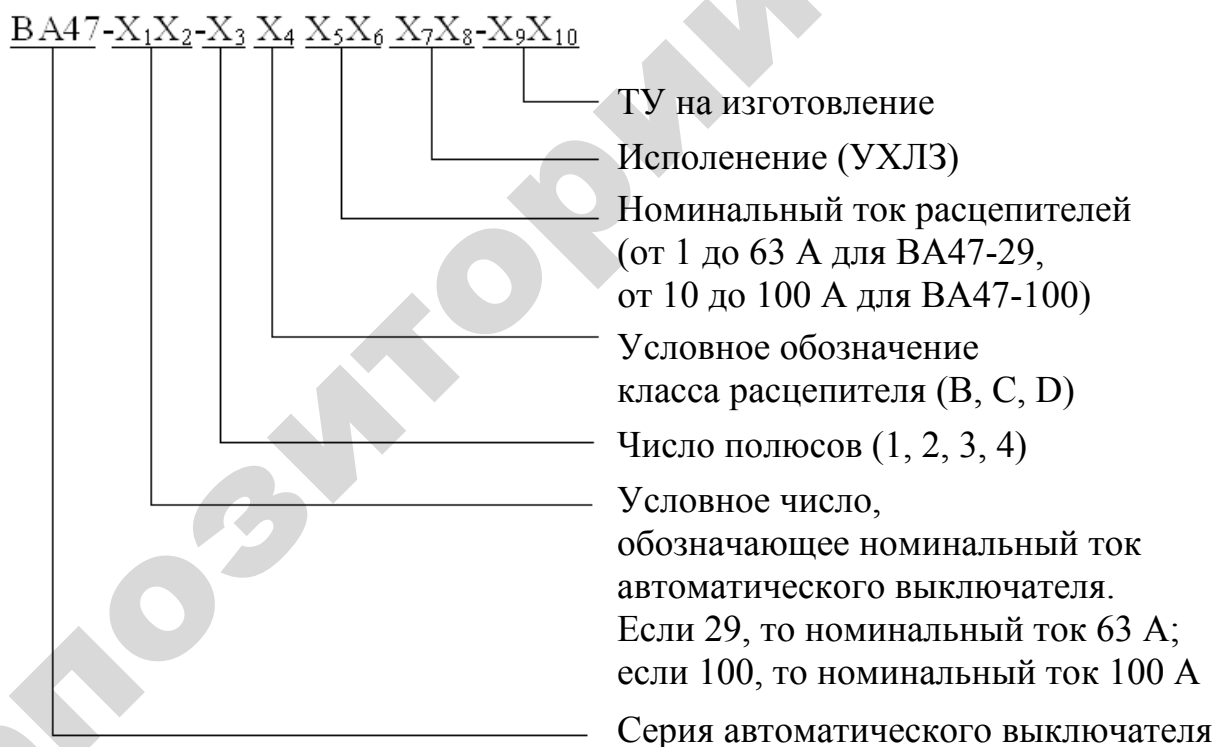 ВА47-X₁X₂-X₃ X₄ X₅X₆ X₇X₈-X₉X₁₀
ТУ на изготовление
Исполенение (УХЛЗ)
Номинальный ток расцепителей
(от 1 до 63 А для ВА47-29,
от 10 до 100 А для ВА47-100)
Условное обозначение
класса расцепителя (B, C, D)
Число полюсов (1, 2, 3, 4)
Условное число,
обозначающее номинальный ток
автоматического выключателя.
Если 29, то номинальный ток 63 А;
если 100, то номинальный ток 100 А
Серия автоматического выключателя
позитори